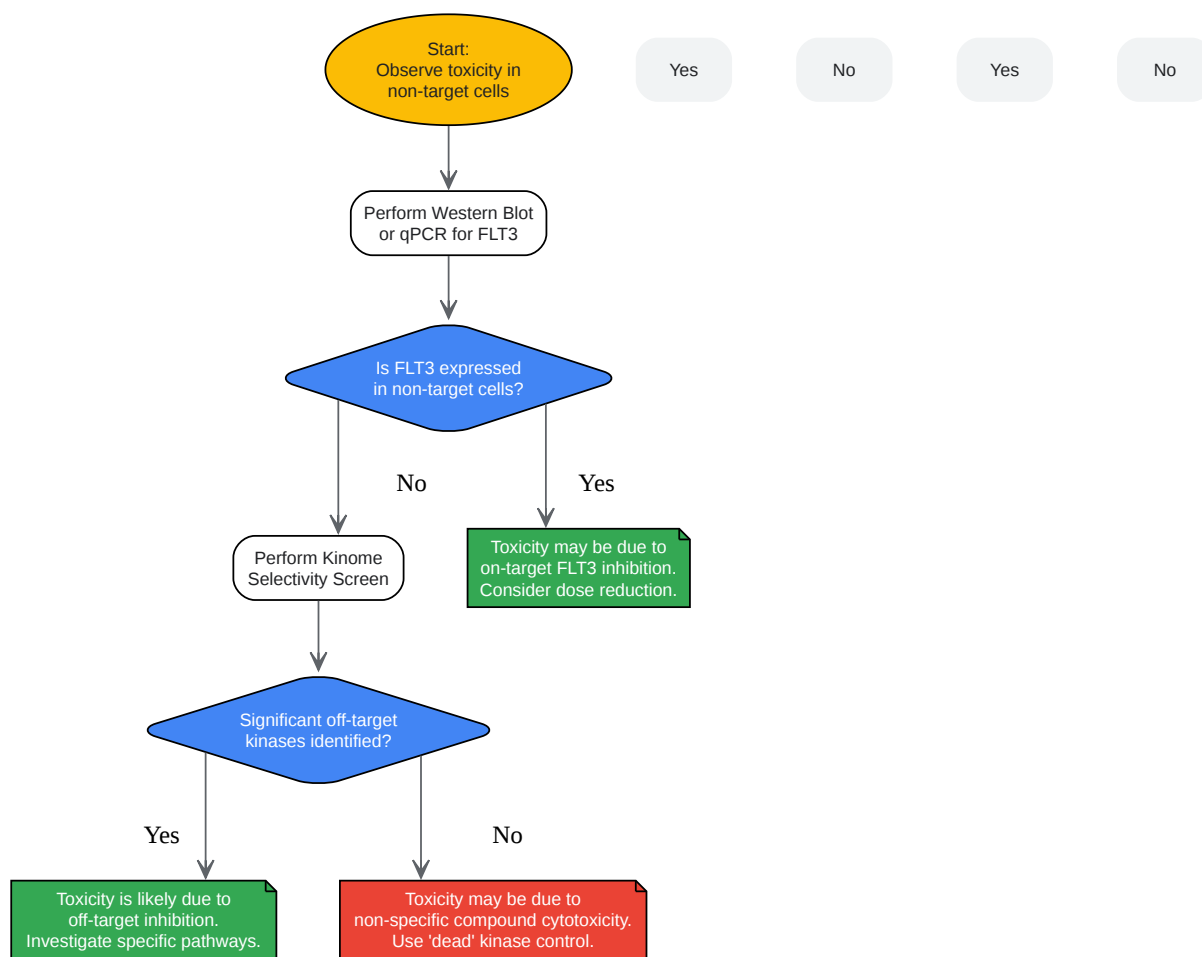 Start:
Observe toxicity in
non-target cells
Yes
No
Yes
No
Perform Western Blot
or qPCR for FLT3
Is FLT3 expressed
in non-target cells?
No
Yes
Perform Kinome
Selectivity Screen
Toxicity may be due to
on-target FLT3 inhibition.
Consider dose reduction.
Significant off-target
kinases identified?
Yes
No
Toxicity is likely due to
off-target inhibition.
Investigate specific pathways.
Toxicity may be due to
non-specific compound cytotoxicity.
Use 'dead' kinase control.